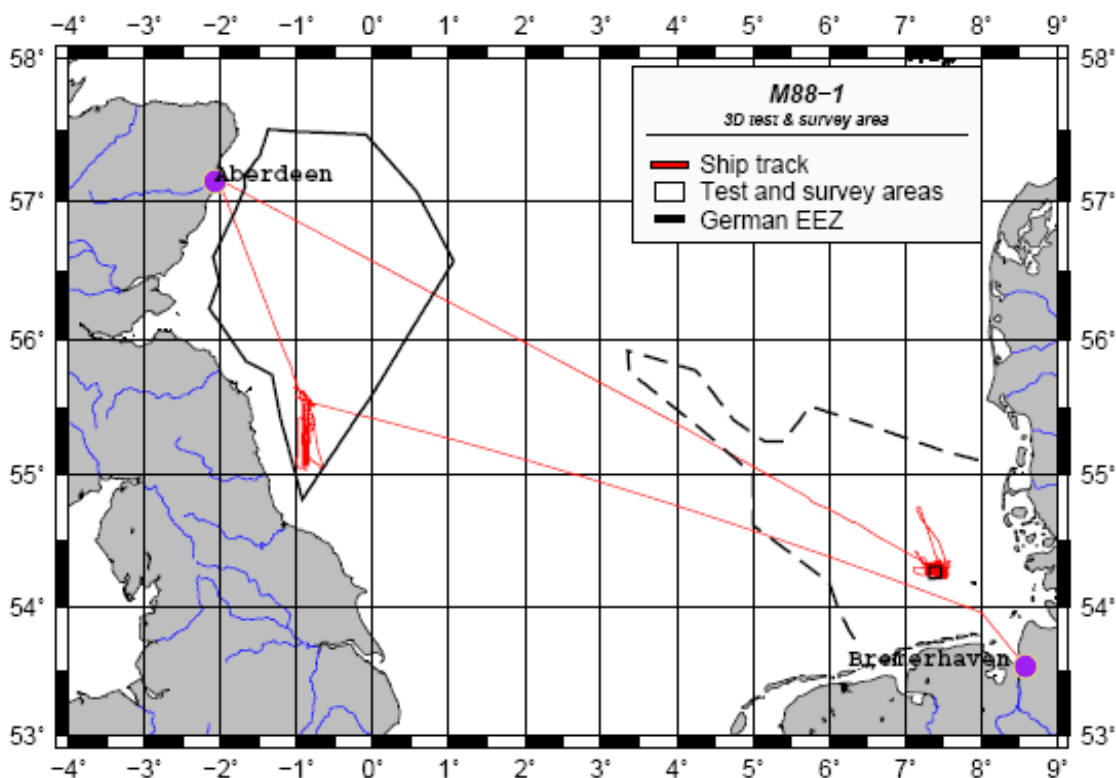 −4° −3° −2° −1° 0° 1° 2° 3° 4° 5° 6° 7° 8° 9°
58° 58°
M88−1
3D test & survey area
Ship track
Test and survey areas
German EEZ
Aberdeen
57° 57°
56° 56°
55° 55°
54° 54°
Bremerhaven
53° 53°
−4° −3° −2° −1° 0° 1° 2° 3° 4° 5° 6° 7° 8° 9°